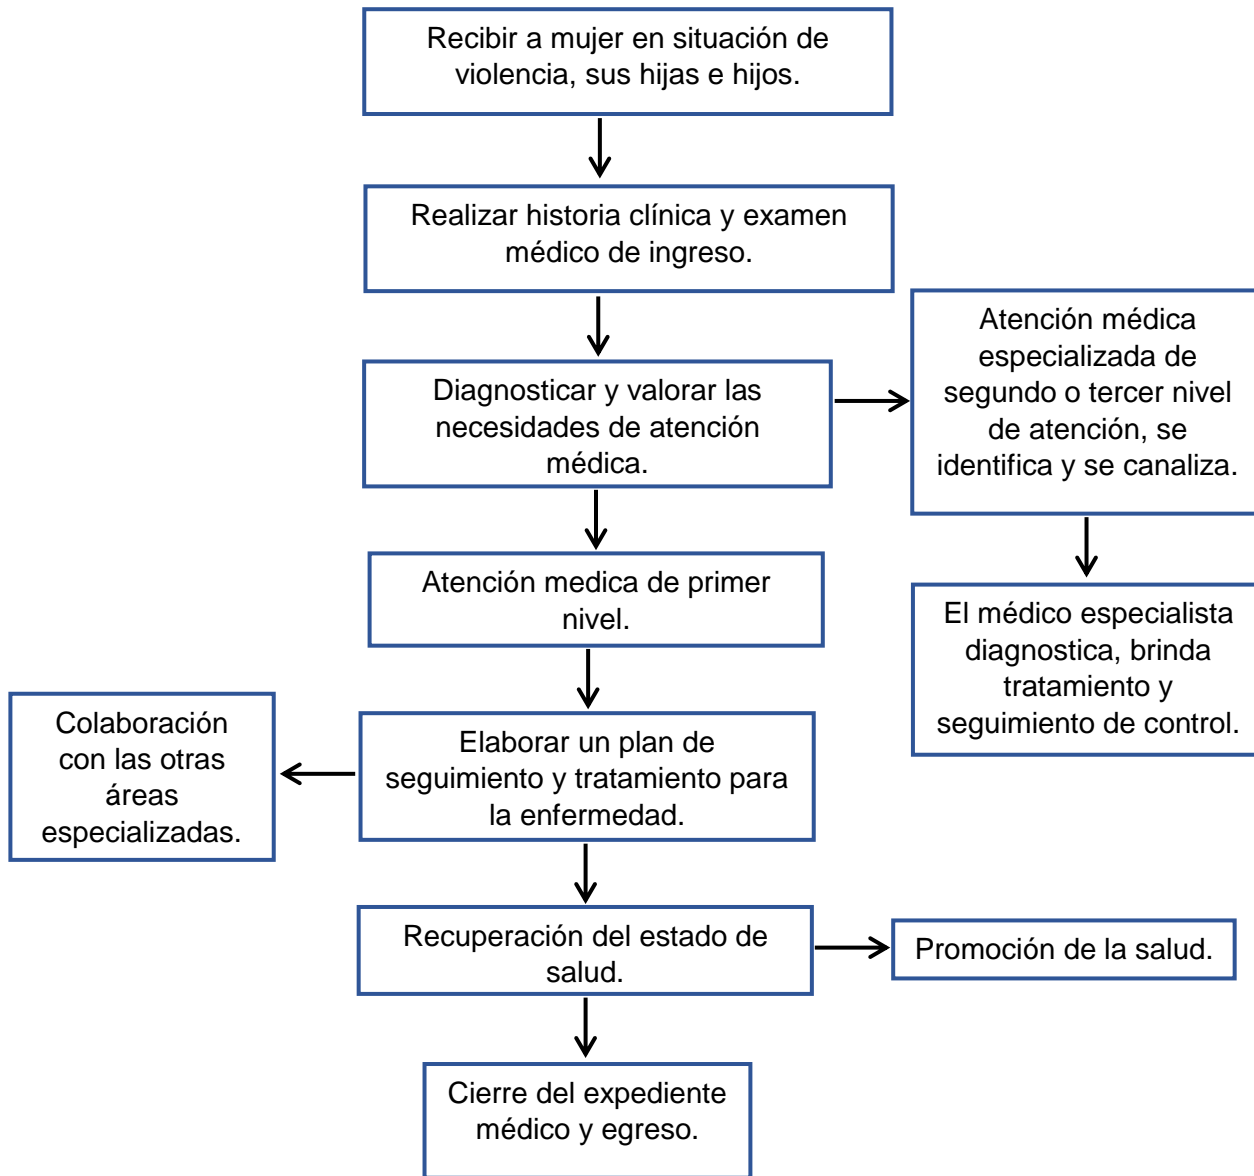 Recibir a mujer en situación de
violencia, sus hijas e hijos.
Realizar historia clínica y examen
médico de ingreso.
Diagnosticar y valorar las
necesidades de atención
médica.
Atención médica
especializada de
segundo o tercer nivel
de atención, se
identifica y se canaliza.
Atención medica de primer
nivel.
El médico especialista
diagnostica, brinda
tratamiento y
seguimiento de control.
Elaborar un plan de
seguimiento y tratamiento para
la enfermedad.
Colaboración
con las otras
áreas
especializadas.
Recuperación del estado de
salud.
Promoción de la salud.
Cierre del expediente
médico y egreso.